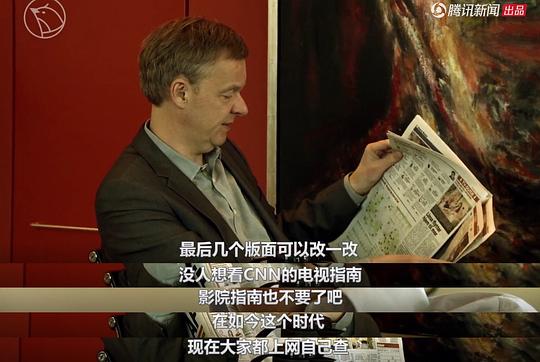 腾讯新闻 出品
最后几个版面可以改一改
没人想看CNN的电视指南
影院指南也不要了吧
在如今这个时代
现在大家都上网自己查